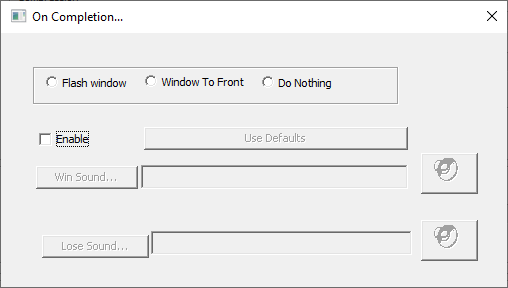 On Completion...
Flash window
Window To Front
Do Nothing
Enable
Use Defaults
Win Sound...
Lose Sound...